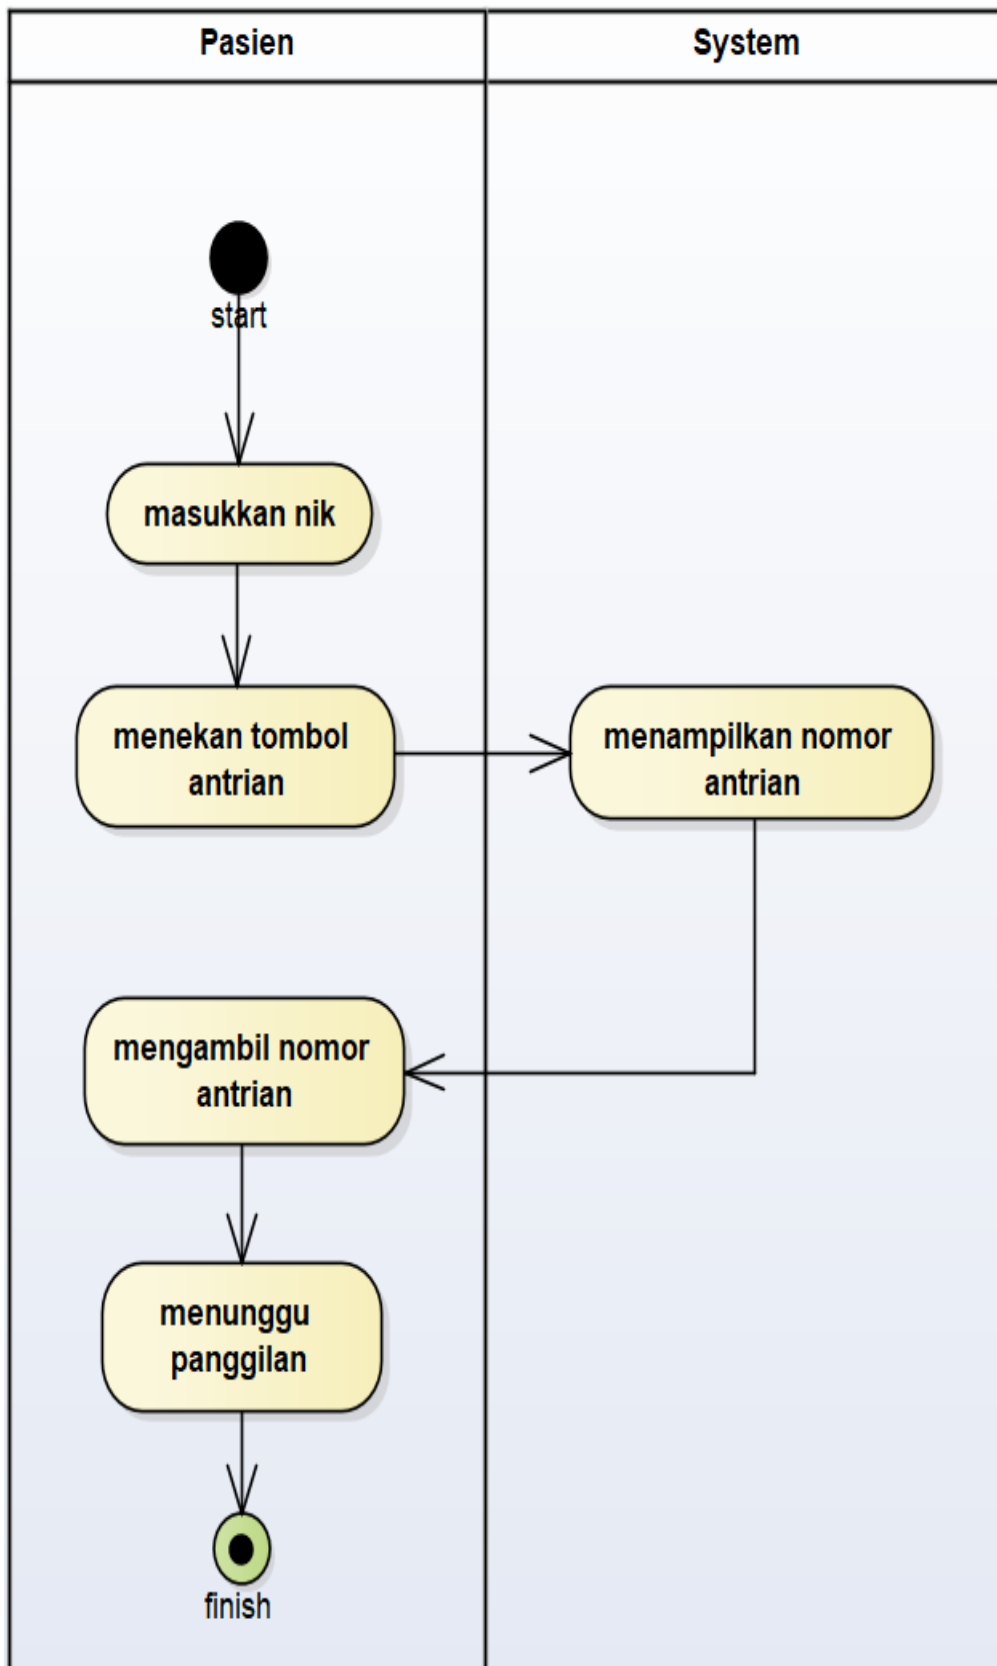 Pasien
System
start
masukkan nik
menekan tombol
antrian
menampilkan nomor
antrian
mengambil nomor
antrian
menunggu
panggilan
finish